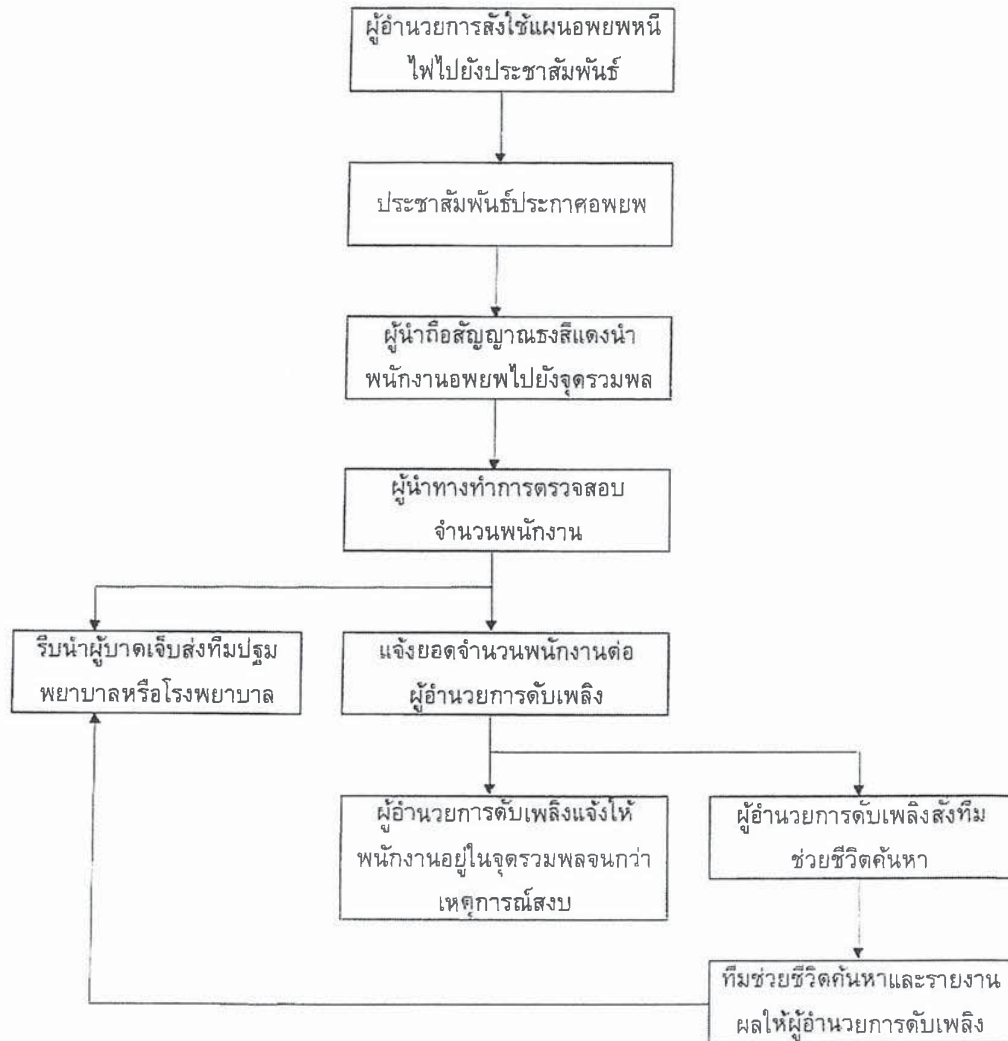 ผู้อำนวยการสั่งใช้แผนอพยพหนี
ไฟไปยังประชาสัมพันธ์
ประชาสัมพันธ์ประกาศอพยพ
ผู้นำถือสัญญาณธงสีแดงนำ
พนักงานอพยพไปยังจุดรวมพล
ผู้นำทางทำการตรวจสอบ
จำนวนพนักงาน
รีบนำผู้บาดเจ็บส่งทีมปฐม
พยาบาลหรือโรงพยาบาล
แจ้งยอดจำนวนพนักงานต่อ
ผู้อำนวยการดับเพลิง
ผู้อำนวยการดับเพลิงแจ้งให้
พนักงานอยู่ในจุดรวมพลจนกว่า
เหตุการณ์สงบ
ผู้อำนวยการดับเพลิงสั่งทีม
ช่วยชีวิตค้นหา
ทีมช่วยชีวิตค้นหาและรายงาน
ผลให้ผู้อำนวยการดับเพลิง